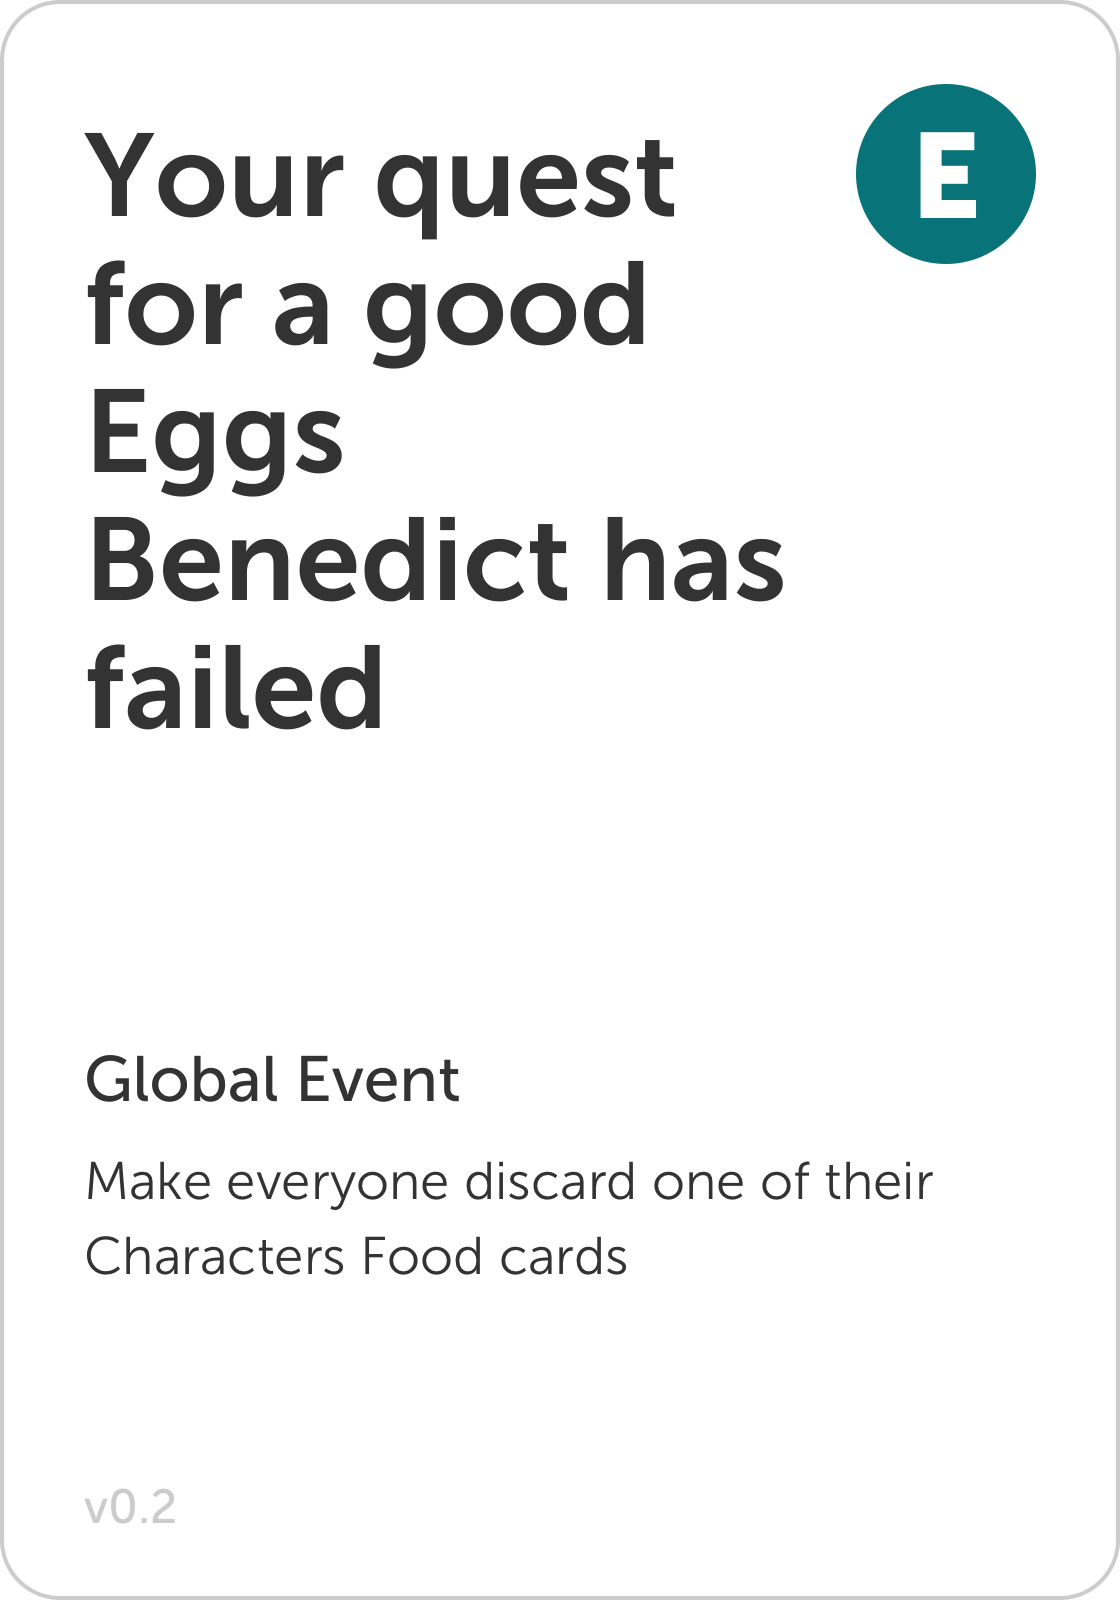 Your quest
for a good
Eggs
Benedict has
failed
E
Global Event
Make everyone discard one of their
Characters Food cards
v0.2